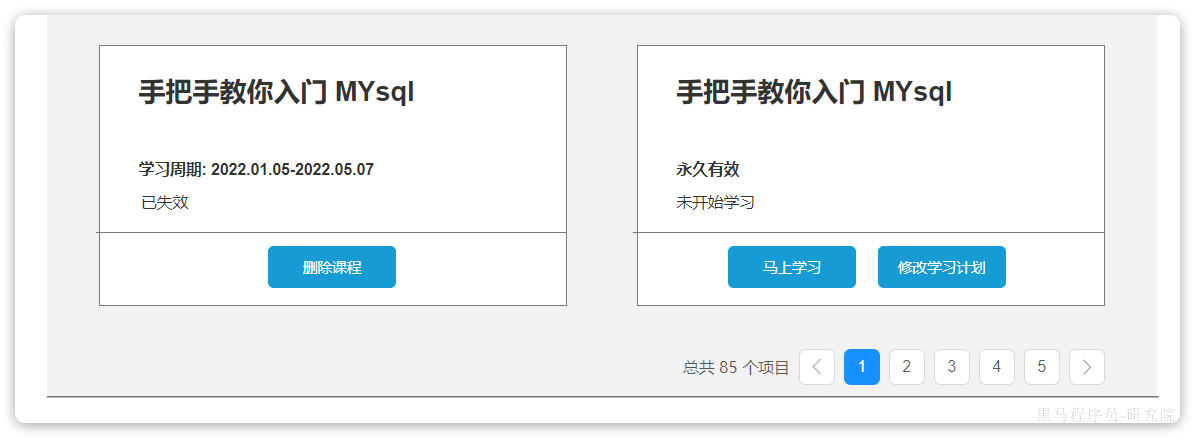 手把手教你入门 MYsql
学习周期: 2022.01.05-2022.05.07
已失效
删除课程
手把手教你入门 MYsql
永久有效
未开始学习
马上学习 修改学习计划
总共 85 个项目 1 2 3 4 5
黑马程序员-研究院